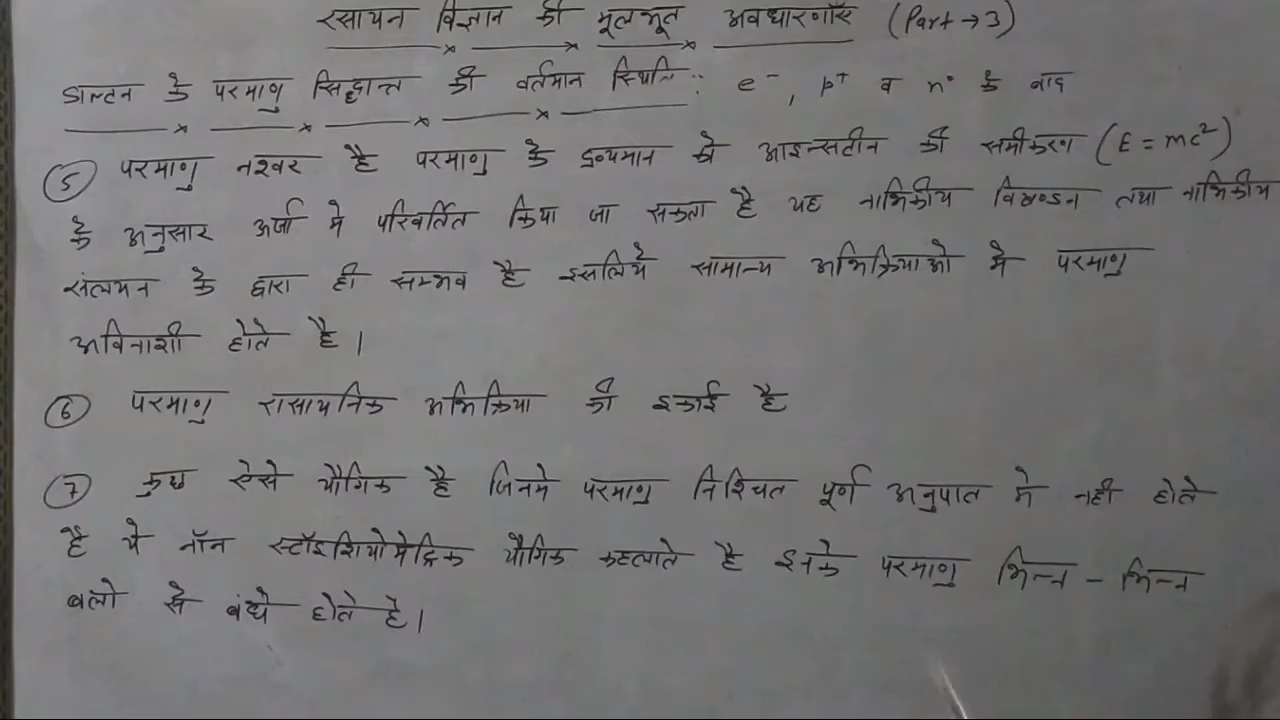 रसायन विज्ञान की मूलभूत अवधारणाँए (Part → 3)
डाल्टन के परमाणु सिद्धान्त की वर्तमान स्थिति :: e⁻, p⁺ व n° के बाद
⑤ परमाणु नश्वर है परमाणु के द्रव्यमान को आइन्सटीन की समीकरण (E = mc²)
के अनुसार ऊर्जा मे परिवर्तित किया जा सकता है यह नाभिकीय विखण्डन तथा नाभिकीय
संलयन के द्वारा ही सम्भव है इसलिये सामान्य अभिक्रियाओ मे परमाणु
अविनाशी होते है।
⑥ परमाणु रासायनिक अभिक्रिया की इकाई है
⑦ कुछ ऐसे यौगिक है जिनमे परमाणु निश्चित पूर्ण अनुपात मे नही होते
है ये नॉन स्टॉइशियोमेट्रिक यौगिक कहलाते है इनके परमाणु भिन्न - भिन्न
बलो से बंधे होते है।